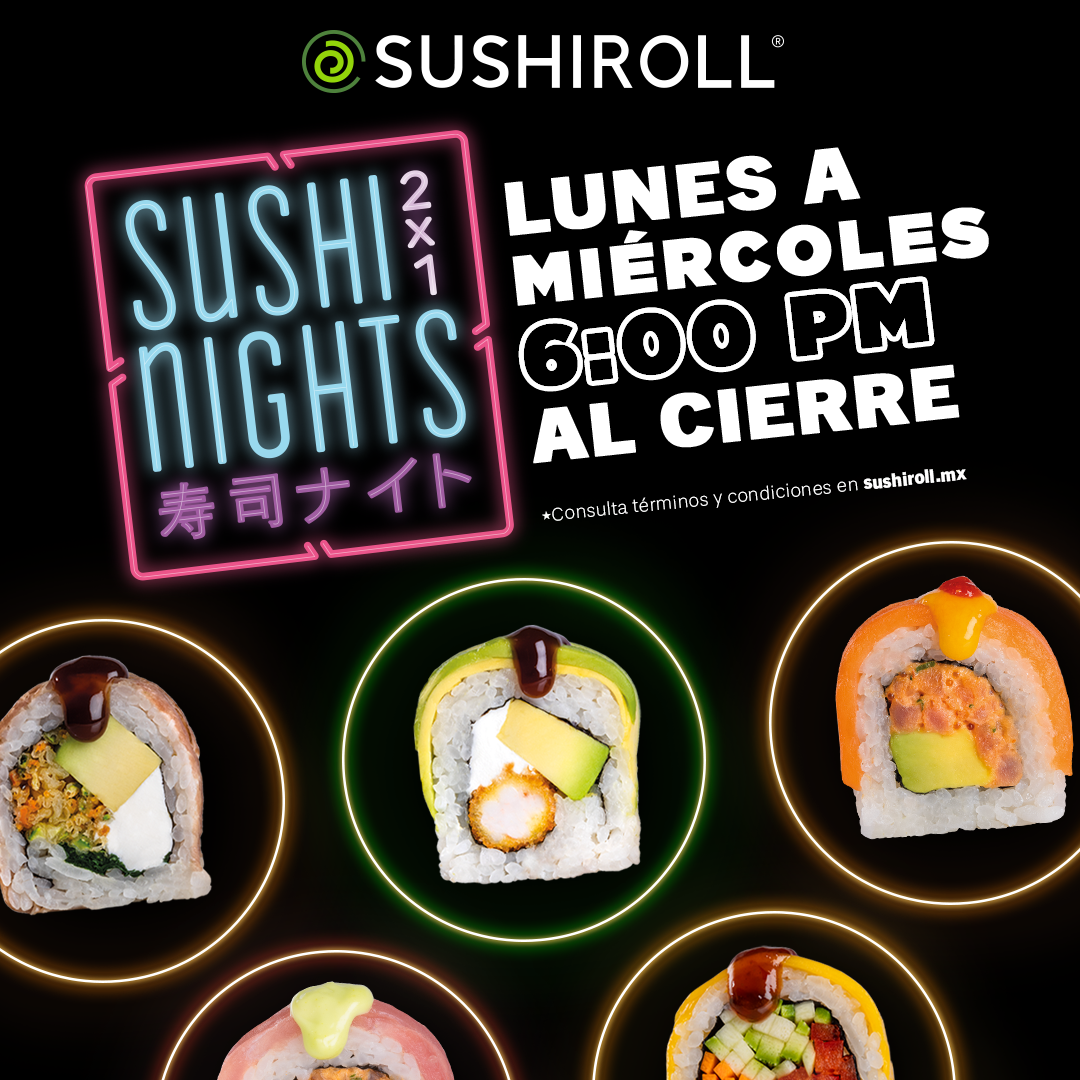 SUSHIROLL®
SUSHI
NIGHTS
2x1
寿司ナイト
LUNES A
MIÉRCOLES
6:00 PM
AL CIERRE
★Consulta términos y condiciones en sushiroll.mx